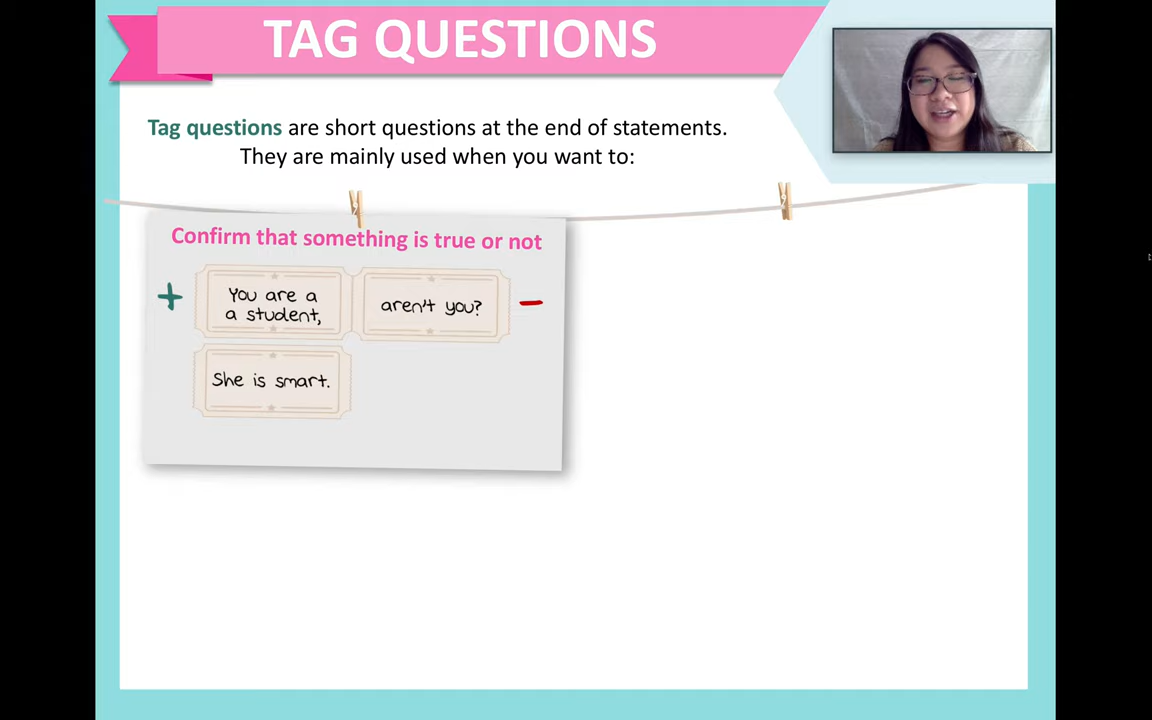 TAG QUESTIONS
Tag questions are short questions at the end of statements.
They are mainly used when you want to:
Confirm that something is true or not
+ You are a
a student,
aren't you? −
She is smart.